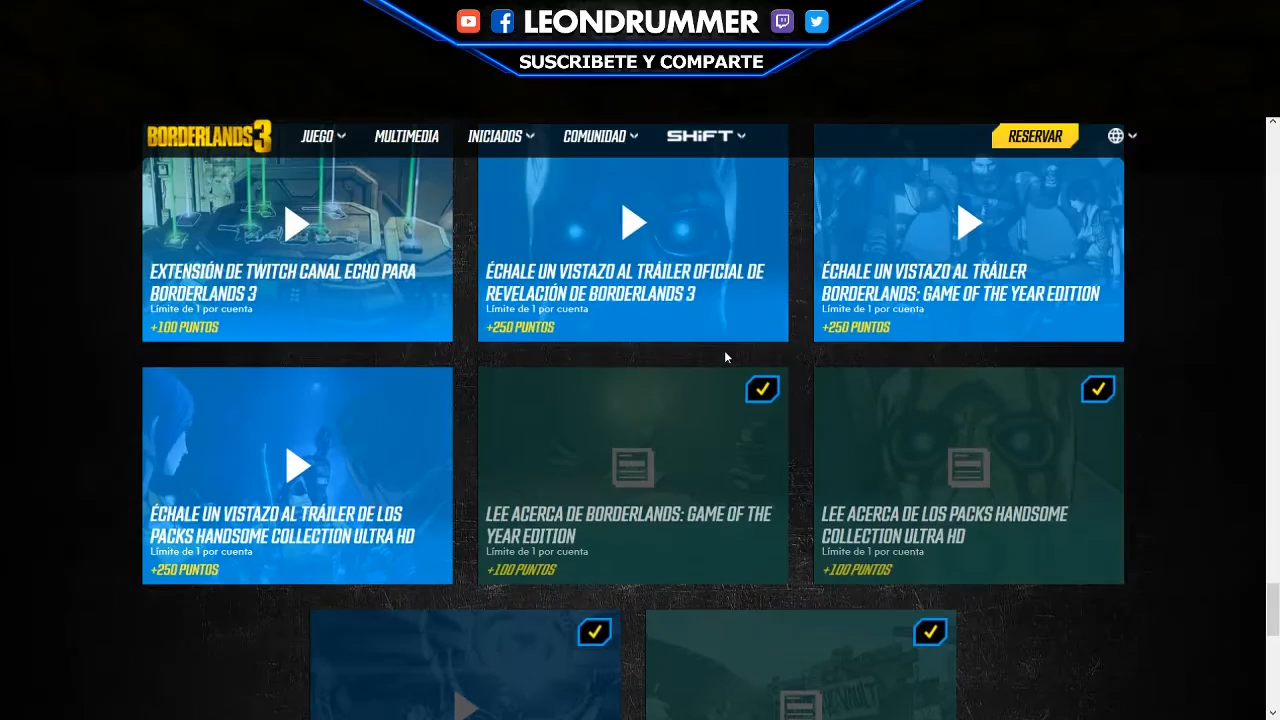 LEONDRUMMER
SUSCRIBETE Y COMPARTE
BORDERLANDS 3 JUEGO MULTIMEDIA INICIADOS COMUNIDAD SHiFT RESERVAR
EXTENSIÓN DE TWITCH CANAL ECHO PARA
BORDERLANDS 3
Límite de 1 por cuenta
+100 PUNTOS
ÉCHALE UN VISTAZO AL TRÁILER OFICIAL DE
REVELACIÓN DE BORDERLANDS 3
Límite de 1 por cuenta
+250 PUNTOS
ÉCHALE UN VISTAZO AL TRÁILER
BORDERLANDS: GAME OF THE YEAR EDITION
Límite de 1 por cuenta
+250 PUNTOS
ÉCHALE UN VISTAZO AL TRÁILER DE LOS
PACKS HANDSOME COLLECTION ULTRA HD
Límite de 1 por cuenta
+250 PUNTOS
LEE ACERCA DE BORDERLANDS: GAME OF THE
YEAR EDITION
Límite de 1 por cuenta
+100 PUNTOS
LEE ACERCA DE LOS PACKS HANDSOME
COLLECTION ULTRA HD
Límite de 1 por cuenta
+100 PUNTOS